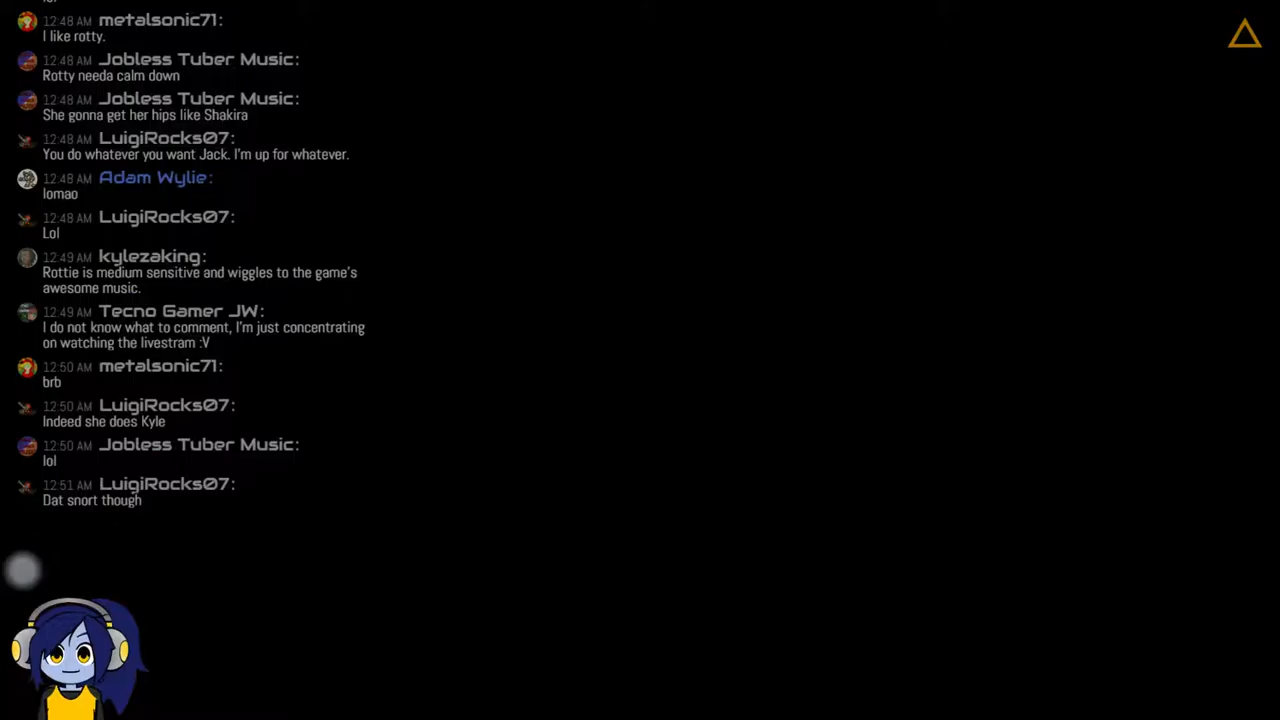 12:48 AM metalsonic71:
I like rotty.
12:48 AM Jobless Tuber Music:
Rotty needa calm down
12:48 AM Jobless Tuber Music:
She gonna get her hips like Shakira
12:48 AM LuigiRocks07:
You do whatever you want Jack. I'm up for whatever.
12:48 AM Adam Wylie:
lomao
12:48 AM LuigiRocks07:
Lol
12:49 AM kylezaking:
Rottie is medium sensitive and wiggles to the game's
awesome music.
12:49 AM Tecno Gamer JW:
I do not know what to comment, I'm just concentrating
on watching the livestram :V
12:50 AM metalsonic71:
brb
12:50 AM LuigiRocks07:
Indeed she does Kyle
12:50 AM Jobless Tuber Music:
lol
12:51 AM LuigiRocks07:
Dat snort though